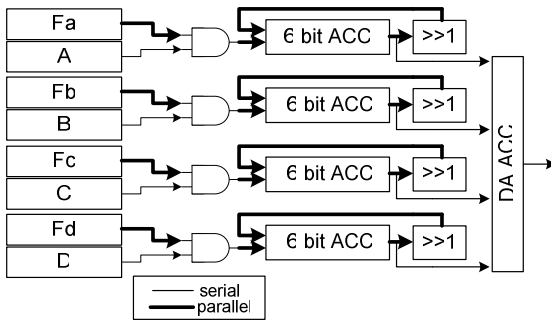 Fa
A
6 bit ACC
>>1
Fb
B
6 bit ACC
>>1
Fc
C
6 bit ACC
>>1
Fd
D
6 bit ACC
>>1
DA ACC
serial
parallel